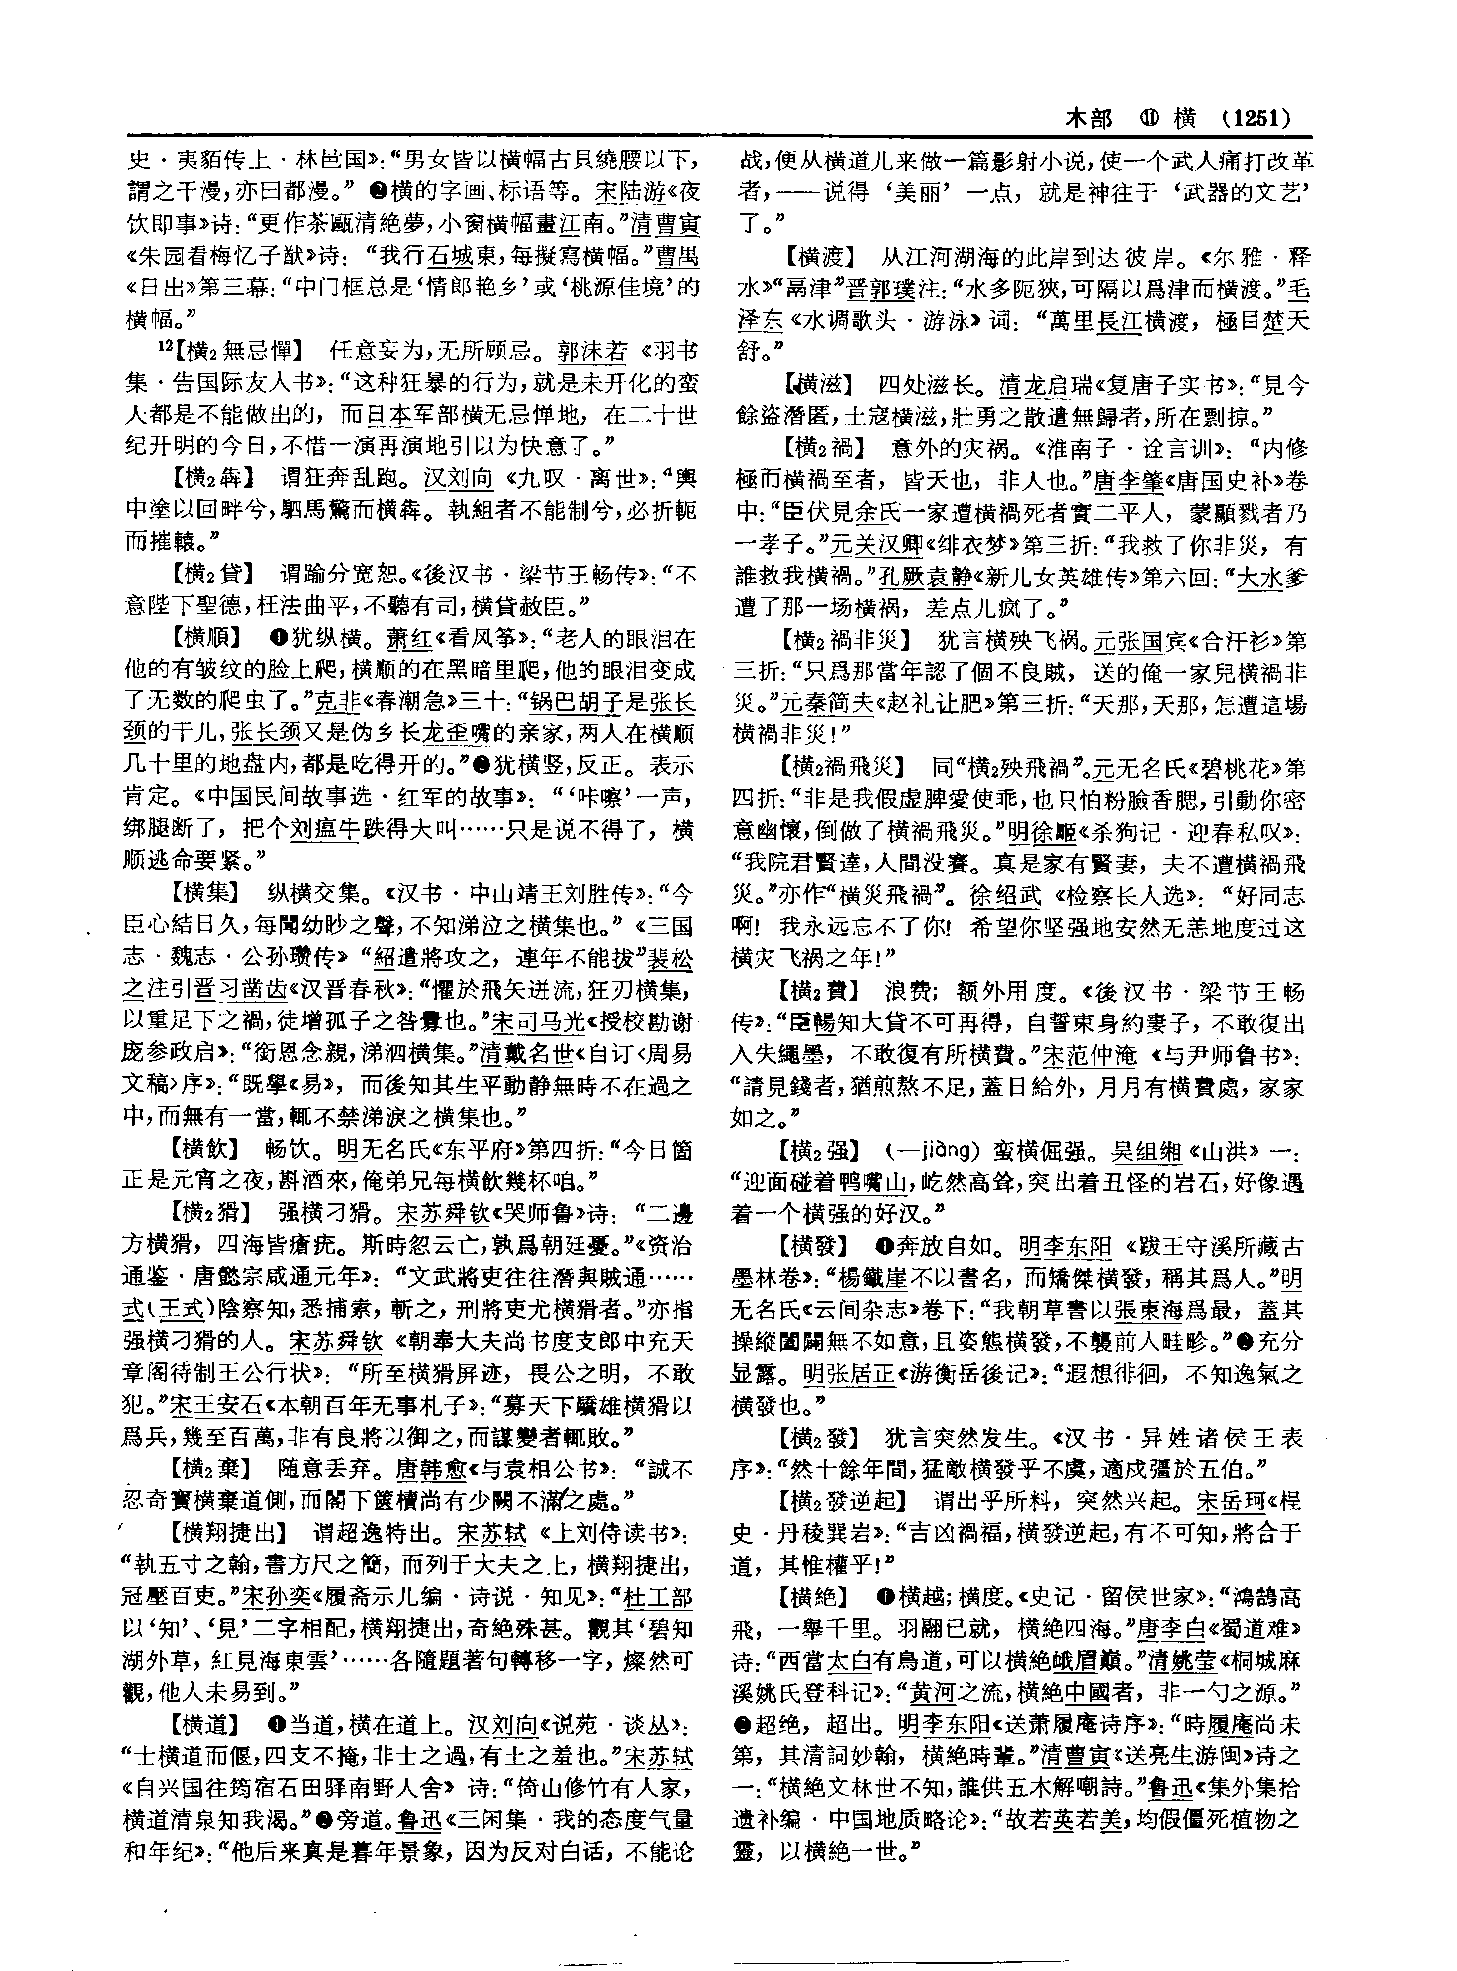 木部 ⑪ 横 (1251)
史·夷貊传上·林邑国》：“男女皆以横幅古貝繞腰以下，
謂之干漫，亦曰都漫。” ❷横的字画、标语等。宋陆游《夜
饮即事》诗：“更作茶甌清絶夢，小窗横幅畫江南。”清曹寅
《朱园看梅忆子猷》诗：“我行石城東，每擬寫横幅。”曹禺
《日出》第三幕：“中门框总是‘情郎艳乡’或‘桃源佳境’的
横幅。”
¹²【横₂無忌憚】 任意妄为，无所顾忌。郭沫若《羽书
集·告国际友人书》：“这种狂暴的行为，就是未开化的蛮
人都是不能做出的，而日本军部横无忌惮地，在二十世
纪开明的今日，不惜一演再演地引以为快意了。”
【横₂犇】 谓狂奔乱跑。汉刘向《九叹·离世》：“輿
中塗以回畔兮，駟馬驚而横犇。執組者不能制兮，必折軛
而摧轅。”
【横₂貸】 谓踰分宽恕。《後汉书·梁节王畅传》：“不
意陛下聖德，枉法曲平，不聽有司，横貸赦臣。”
【横順】 ❶犹纵横。萧红《看风筝》：“老人的眼泪在
他的有皱纹的脸上爬，横顺的在黑暗里爬，他的眼泪变成
了无数的爬虫了。”克非《春潮急》三十：“锅巴胡子是张长
颈的干儿，张长颈又是伪乡长龙歪嘴的亲家，两人在横顺
几十里的地盘内，都是吃得开的。”❷犹横竖，反正。表示
肯定。《中国民间故事选·红军的故事》：“‘咔嚓’一声，
绑腿断了，把个刘瘟牛跌得大叫……只是说不得了，横
顺逃命要紧。”
【横集】 纵横交集。《汉书·中山靖王刘胜传》：“今
臣心結日久，每聞幼眇之聲，不知涕泣之横集也。”《三国
志·魏志·公孙瓒传》“紹遣將攻之，連年不能拔”裴松
之注引晋习凿齿《汉晋春秋》：“懼於飛矢迸流，狂刃横集，
以重足下之禍，徒增孤子之咎釁也。”宋司马光《授校勘谢
庞参政启》：“銜恩念親，涕泗横集。”清戴名世《自订〈周易
文稿〉序》：“既學《易》，而後知其生平動静無時不在過之
中，而無有一當，輒不禁涕淚之横集也。”
【横飲】 畅饮。明无名氏《东平府》第四折：“今日箇
正是元宵之夜，斟酒來，俺弟兄每横飲幾杯咱。”
【横₂猾】 强横刁猾。宋苏舜钦《哭师鲁》诗：“二邊
方横猾，四海皆瘡疣。斯時忽云亡，孰爲朝廷憂。”《资治
通鉴·唐懿宗咸通元年》：“文武將吏往往潛與賊通……
式（王式）陰察知，悉捕索，斬之，刑將吏尤横猾者。”亦指
强横刁猾的人。宋苏舜钦《朝奉大夫尚书度支郎中充天
章阁待制王公行状》：“所至横猾屏迹，畏公之明，不敢
犯。”宋王安石《本朝百年无事札子》：“募天下驕雄横猾以
爲兵，幾至百萬，非有良將以御之，而謀變者輒敗。”
【横₂棄】 随意丢弃。唐韩愈《与袁相公书》：“誠不
忍奇寶横棄道側，而閣下篋櫝尚有少闕不滿之處。”
【横翔捷出】 谓超逸特出。宋苏轼《上刘侍读书》：
“執五寸之翰，書方尺之簡，而列于大夫之上，横翔捷出，
冠壓百吏。”宋孙奕《履斋示儿编·诗说·知见》：“杜工部
以‘知’、‘見’二字相配，横翔捷出，奇絶殊甚。觀其‘碧知
湖外草，紅見海東雲’……各隨題著句轉移一字，燦然可
觀，他人未易到。”
【横道】 ❶当道，横在道上。汉刘向《说苑·谈丛》：
“士横道而偃，四支不掩，非士之過，有土之羞也。”宋苏轼
《自兴国往筠宿石田驿南野人舍》诗：“倚山修竹有人家，
横道清泉知我渴。”❷旁道。鲁迅《三闲集·我的态度气量
和年纪》：“他后来真是暮年景象，因为反对白话，不能论
战，便从横道儿来做一篇影射小说，使一个武人痛打改革
者，——说得‘美丽’一点，就是神往于‘武器的文艺’
了。”
【横渡】 从江河湖海的此岸到达彼岸。《尔雅·释
水》“鬲津”晋郭璞注：“水多阨狹，可隔以爲津而横渡。”毛
泽东《水调歌头·游泳》词：“萬里長江横渡，極目楚天
舒。”
【横滋】 四处滋长。清龙启瑞《复唐子实书》：“見今
餘盜潛匿，土寇横滋，壯勇之散遣無歸者，所在剽掠。”
【横₂禍】 意外的灾祸。《淮南子·诠言训》：“内修
極而横禍至者，皆天也，非人也。”唐李肇《唐国史补》卷
中：“臣伏見余氏一家遭横禍死者實二平人，蒙顯戮者乃
一孝子。”元关汉卿《绯衣梦》第三折：“我救了你非災，有
誰救我横禍。”孔厥袁静《新儿女英雄传》第六回：“大水爹
遭了那一场横祸，差点儿疯了。”
【横₂禍非災】 犹言横殃飞祸。元张国宾《合汗衫》第
三折：“只爲那當年認了個不良賊，送的俺一家兒横禍非
災。”元秦简夫《赵礼让肥》第三折：“天那，天那，怎遭這場
横禍非災！”
【横₂禍飛災】 同“横₂殃飛禍”。元无名氏《碧桃花》第
四折：“非是我假虚脾愛使乖，也只怕粉臉香腮，引動你密
意幽懷，倒做了横禍飛災。”明徐㽥《杀狗记·迎春私叹》：
“我院君賢達，人間没賽。真是家有賢妻，夫不遭横禍飛
災。”亦作“横災飛禍”。徐绍武《检察长人选》：“好同志
啊！我永远忘不了你！希望你坚强地安然无恙地度过这
横灾飞祸之年！”
【横₂費】 浪费；额外用度。《後汉书·梁节王畅
传》：“臣暢知大貸不可再得，自誓束身約妻子，不敢復出
入失繩墨，不敢復有所横費。”宋范仲淹《与尹师鲁书》：
“請見錢者，猶煎熬不足，蓋日給外，月月有横費處，家家
如之。”
【横₂强】 （—jiàng）蛮横倔强。吴组缃《山洪》一：
“迎面碰着鸭嘴山，屹然高耸，突出着丑怪的岩石，好像遇
着一个横强的好汉。”
【横發】 ❶奔放自如。明李东阳《跋王守溪所藏古
墨林卷》：“楊鐵崖不以書名，而矯傑横發，稱其爲人。”明
无名氏《云间杂志》卷下：“我朝草書以張東海爲最，蓋其
操縱闔闢無不如意，且姿態横發，不襲前人畦畛。”❷充分
显露。明张居正《游衡岳後记》：“遐想徘徊，不知逸氣之
横發也。”
【横₂發】 犹言突然发生。《汉书·异姓诸侯王表
序》：“然十餘年間，猛敵横發乎不虞，適戍彊於五伯。”
【横₂發逆起】 谓出乎所料，突然兴起。宋岳珂《桯
史·丹稜巽岩》：“吉凶禍福，横發逆起，有不可知，將合于
道，其惟權乎！”
【横絶】 ❶横越；横度。《史记·留侯世家》：“鴻鵠高
飛，一舉千里。羽翮已就，横絶四海。”唐李白《蜀道难》
诗：“西當太白有鳥道，可以横絶峨眉巔。”清姚莹《桐城麻
溪姚氏登科记》：“黄河之流，横絶中國者，非一勺之源。”
❷超绝，超出。明李东阳《送萧履庵诗序》：“時履庵尚未
第，其清詞妙翰，横絶時輩。”清曹寅《送亮生游闽》诗之
一：“横絶文林世不知，誰供五木解嘲詩。”鲁迅《集外集拾
遗补编·中国地质略论》：“故若英若美，均假僵死植物之
靈，以横絶一世。”